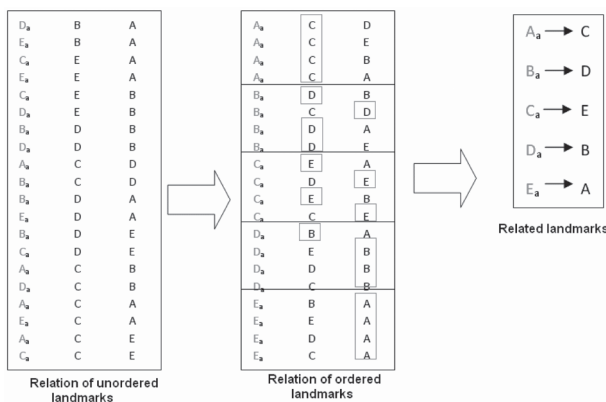 Da B A
Ea B A
Ca E A
Ea E A
Ca E B
Da E B
Ba D B
Da D B
Aa C D
Ba C D
Ba D A
Ea D A
Ba D E
Ca D E
Aa C B
Da C B
Aa C A
Ea C A
Aa C E
Ca C E
Relation of unordered
landmarks
Aa C D
Aa C E
Aa C B
Aa C A
Ba D B
Ba C D
Ba D A
Ba D E
Ca E A
Ca D E
Ca E B
Ca C E
Da B A
Da E B
Da D B
Da C B
Ea B A
Ea E A
Ea D A
Ea C A
Relation of ordered
landmarks
Aa → C
Ba → D
Ca → E
Da → B
Ea → A
Related landmarks